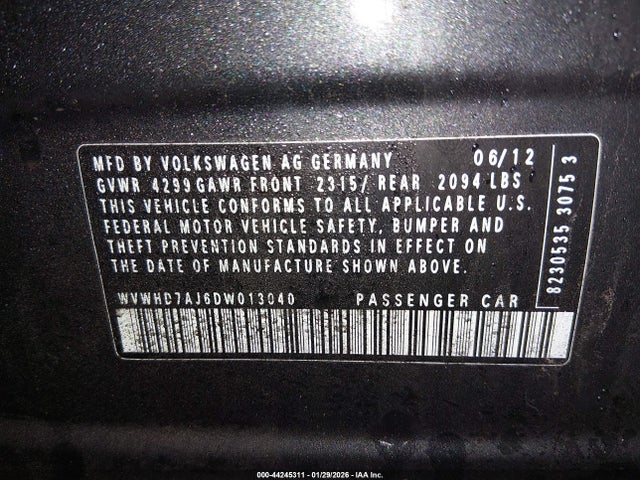 MFD BY VOLKSWAGEN AG GERMANY 06/12
GVWR 4299 GAWR FRONT 2315/ REAR 2094 LBS
THIS VEHICLE CONFORMS TO ALL APPLICABLE U.S.
FEDERAL MOTOR VEHICLE SAFETY, BUMPER AND
THEFT PREVENTION STANDARDS IN EFFECT ON
THE DATE OF MANUFACTURE SHOWN ABOVE.
WVWHD7AJ6DW013040 PASSENGER CAR
8230535 3075 3
000-44245311 - 01/29/2026 - IAA Inc.